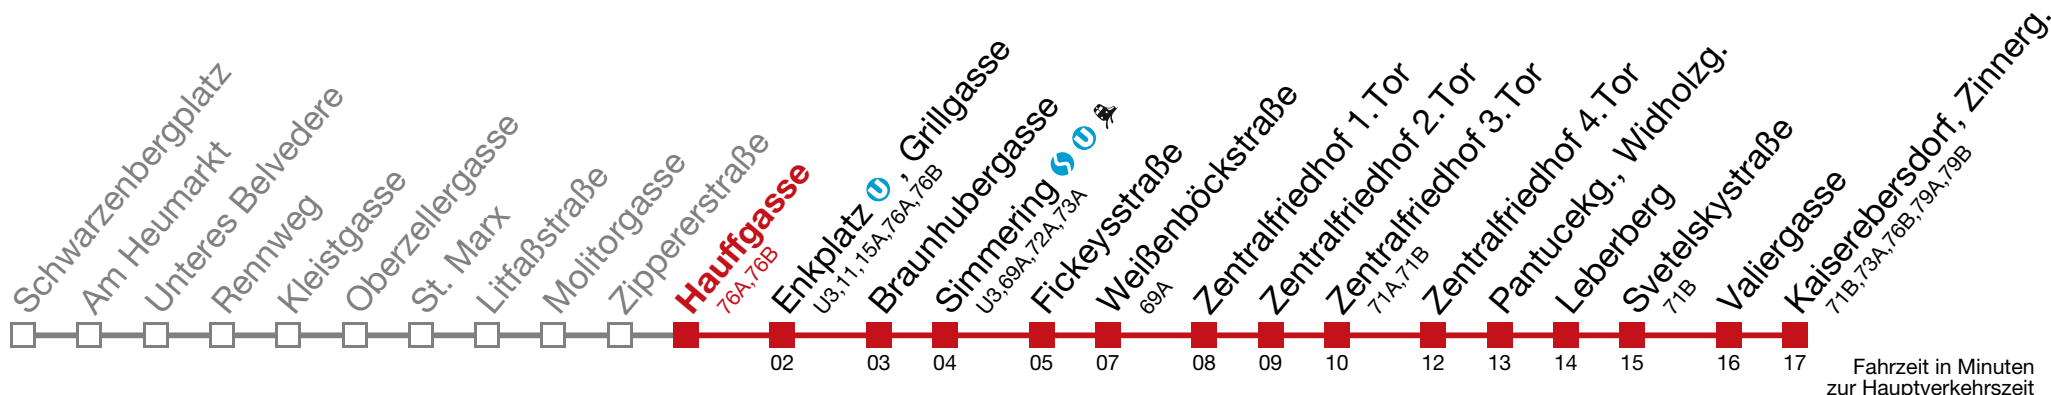 Schwarzenbergplatz
Am Heumarkt
Unteres Belvedere
Rennweg
Kleistgasse
Oberzellergasse
St. Marx
Litfaßstraße
Molitorgasse
Zippererstraße
Hauffgasse
76A,76B
Enkplatz U , Grillgasse
U3,11,15A,76A,76B
Braunhubergasse
Simmering S U
U3,69A,72A,73A
Fickeysstraße
Weißenböckstraße
69A
Zentralfriedhof 1. Tor
Zentralfriedhof 2. Tor
Zentralfriedhof 3. Tor
71A,71B
Zentralfriedhof 4. Tor
Pantucekg., Widholzg.
Leberberg
Svetelskystraße
71B
Valiergasse
Kaiserebersdorf, Zinnerg.
71B,73A,76B,79A,79B
02 03 04 05 07 08 09 10 12 13 14 15 16 17
Fahrzeit in Minuten
zur Hauptverkehrszeit